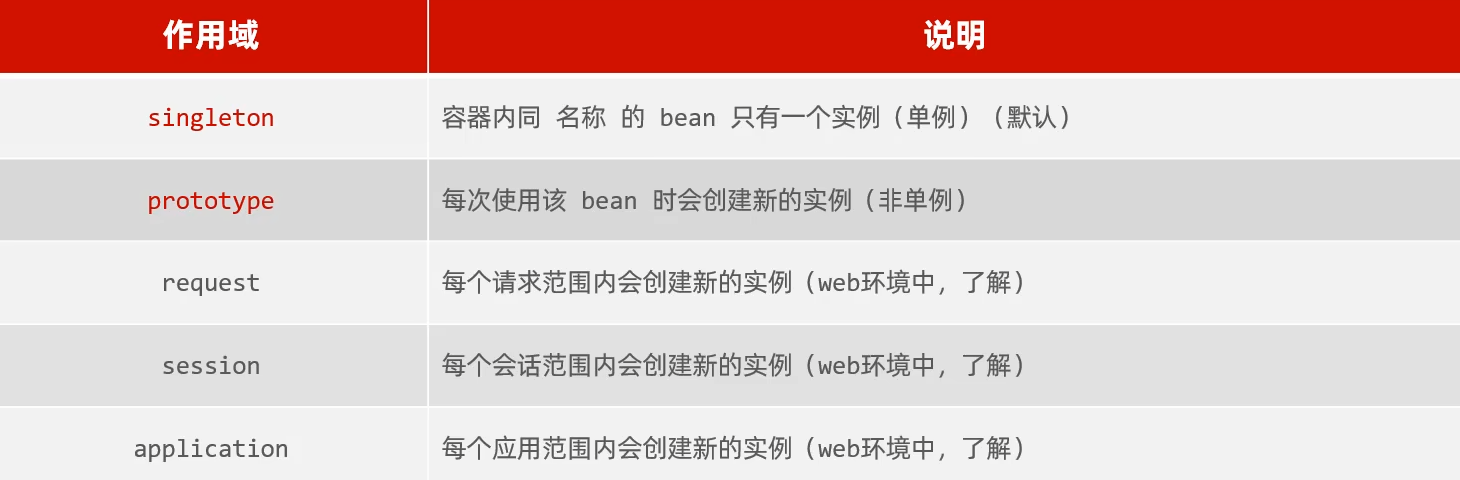 作用域 说明
singleton 容器内同 名称 的 bean 只有一个实例（单例）（默认）
prototype 每次使用该 bean 时会创建新的实例（非单例）
request 每个请求范围内会创建新的实例（web环境中，了解）
session 每个会话范围内会创建新的实例（web环境中，了解）
application 每个应用范围内会创建新的实例（web环境中，了解）